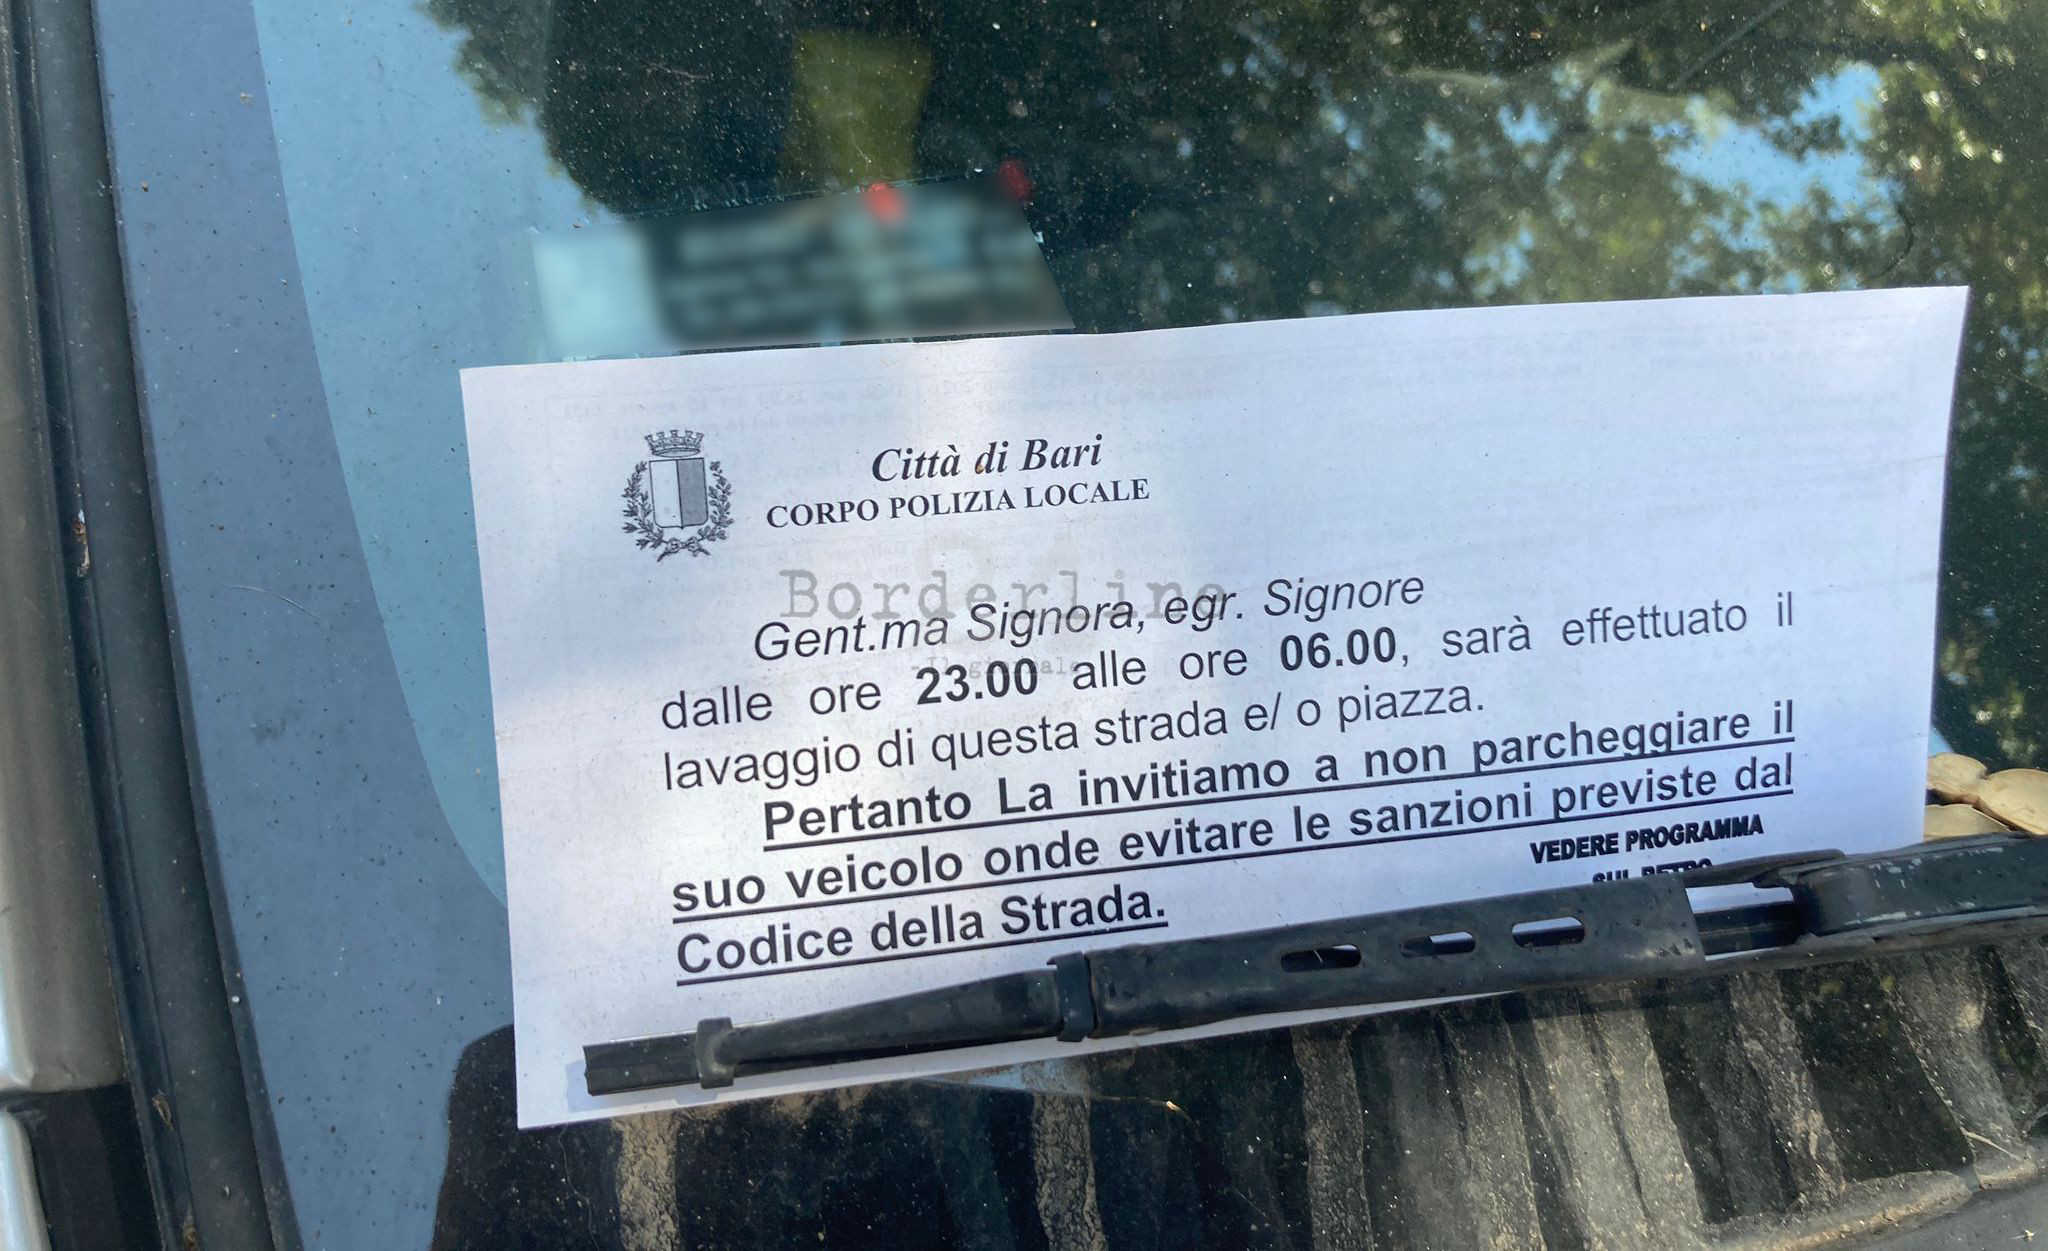 Città di Bari
CORPO POLIZIA LOCALE
Gent.ma Signora, egr. Signore
dalle ore 23.00 alle ore 06.00, sarà effettuato il
lavaggio di questa strada e/ o piazza.
Pertanto La invitiamo a non parcheggiare il
suo veicolo onde evitare le sanzioni previste dal
Codice della Strada.
VEDERE PROGRAMMA
SUL RETRO